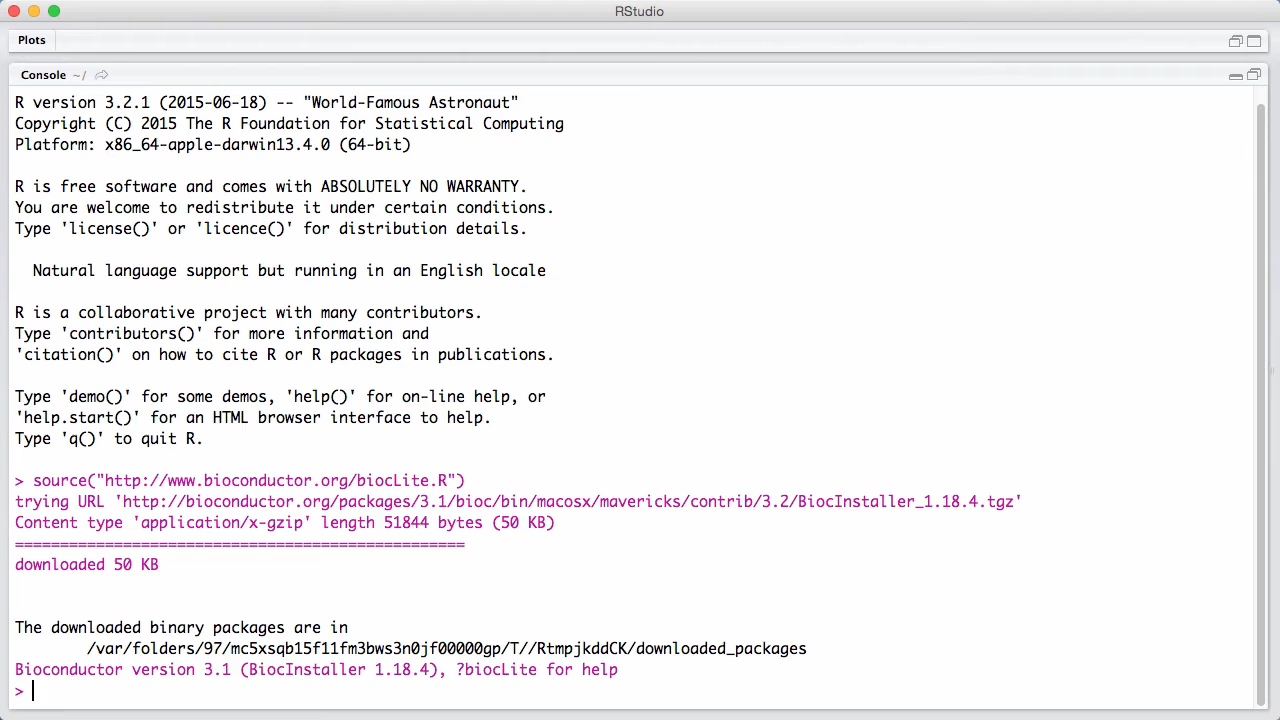 RStudio
Plots
Console ~/
R version 3.2.1 (2015-06-18) -- "World-Famous Astronaut"
Copyright (C) 2015 The R Foundation for Statistical Computing
Platform: x86_64-apple-darwin13.4.0 (64-bit)
R is free software and comes with ABSOLUTELY NO WARRANTY.
You are welcome to redistribute it under certain conditions.
Type 'license()' or 'licence()' for distribution details.
Natural language support but running in an English locale
R is a collaborative project with many contributors.
Type 'contributors()' for more information and
'citation()' on how to cite R or R packages in publications.
Type 'demo()' for some demos, 'help()' for on-line help, or
'help.start()' for an HTML browser interface to help.
Type 'q()' to quit R.
> source("http://www.bioconductor.org/biocLite.R")
trying URL 'http://bioconductor.org/packages/3.1/bioc/bin/macosx/mavericks/contrib/3.2/BiocInstaller_1.18.4.tgz'
Content type 'application/x-gzip' length 51844 bytes (50 KB)
==================================================
downloaded 50 KB
The downloaded binary packages are in
/var/folders/97/mc5xsqb15f11fm3bws3n0jf00000gp/T//RtmpjkddCK/downloaded_packages
Bioconductor version 3.1 (BiocInstaller 1.18.4), ?biocLite for help
>